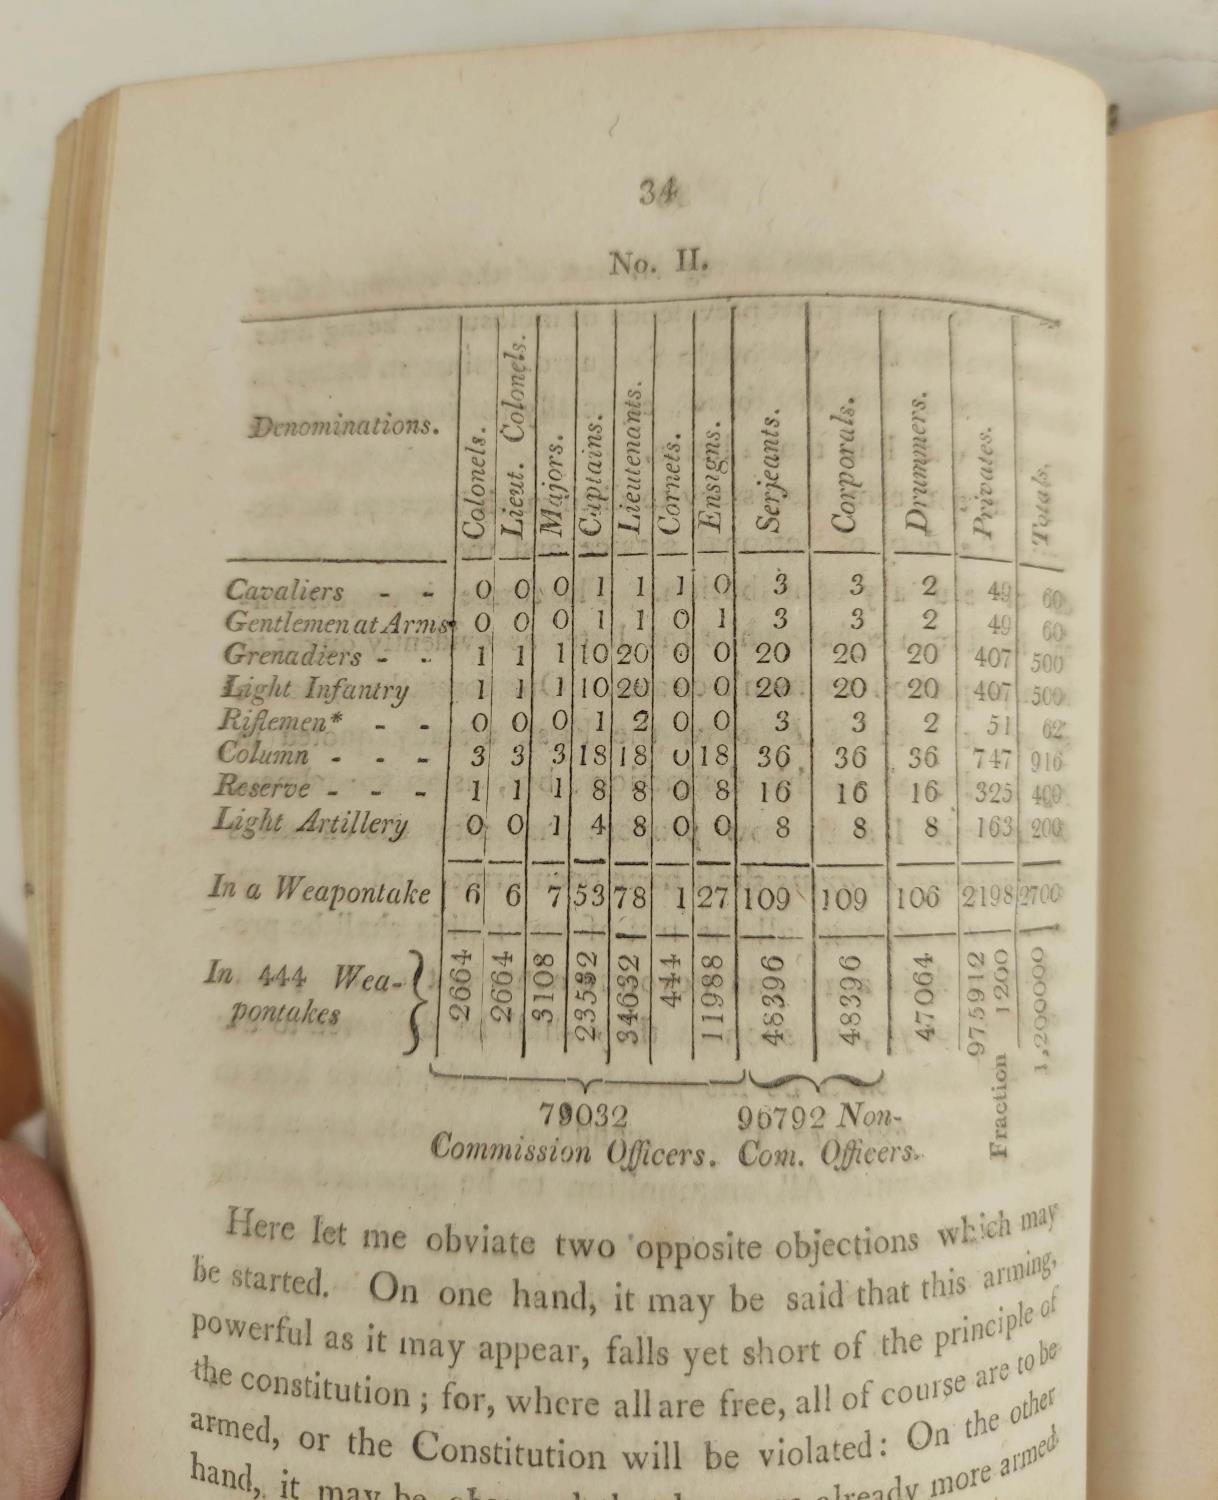 34
No. II.
Denominations. Colonels. Lieut. Colonels. Majors. Captains. Lieutenants. Cornets. Ensigns. Serjeants. Corporals. Drummers. Privates. Totals.
Cavaliers - - 0 0 0 1 1 1 0 3 3 2 49 60
Gentlemen at Arms 0 0 0 1 1 0 1 3 3 2 49 60
Grenadiers - - 1 1 1 10 20 0 0 20 20 20 407 500
Light Infantry 1 1 1 10 20 0 0 20 20 20 407 500
Riflemen* - - 0 0 0 1 2 0 0 3 3 2 51 62
Column - - - 3 3 3 18 18 0 18 36 36 36 747 916
Reserve - - - 1 1 1 8 8 0 8 16 16 16 325 400
Light Artillery 0 0 1 4 8 0 0 8 8 8 163 200
In a Weapontake 6 6 7 53 78 1 27 109 109 106 2198 2700
In 444 Wea-
pontakes 2664 2664 3108 23532 34632 444 11988 48396 48396 47064 975912 1,200000
Fraction 1200
79032 96792 Non-
Commission Officers. Com. Officers.
Here let me obviate two opposite objections which may
be started. On one hand, it may be said that this arming,
powerful as it may appear, falls yet short of the principle of
the constitution; for, where all are free, all of course are to be
armed, or the Constitution will be violated: On the other
hand, it may be already more armed